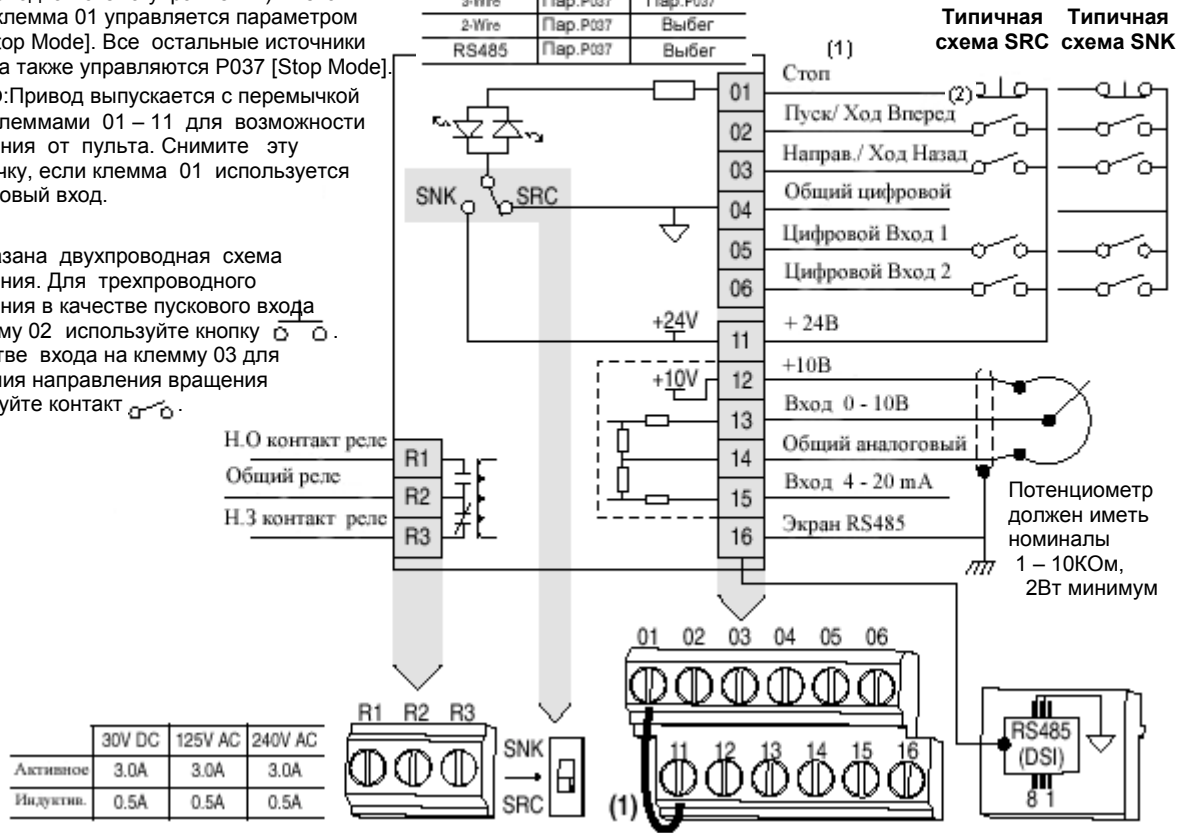 клемма 01 управляется параметром
op Mode]. Все остальные источники
а также управляются P037 [Stop Mode].
:Привод выпускается с перемычкой
леммами 01 – 11 для возможности
ния от пульта. Снимите эту
чку, если клемма 01 используется
овый вход.
азана двухпроводная схема
ния. Для трехпроводного
ния в качестве пускового входа
му 02 используйте кнопку .
тве входа на клемму 03 для
ия направления вращения
уйте контакт .
3-Wire Пар.P037 Пар.P037
2-Wire Пар.P037 Выбег
RS485 Пар.P037 Выбег
(1)
Типичная схема SRC
Типичная схема SNK
SNK SRC
01 Стоп
(2)
02 Пуск/ Ход Вперед
03 Направ./ Ход Назад
04 Общий цифровой
05 Цифровой Вход 1
06 Цифровой Вход 2
+24V
11 + 24В
+10V
12 +10В
13 Вход 0 - 10В
14 Общий аналоговый
15 Вход 4 - 20 mA
16 Экран RS485
Н.О контакт реле R1
Общий реле R2
Н.З контакт реле R3
Потенциометр
должен иметь
номиналы
1 – 10КОм,
2Вт минимум
01 02 03 04 05 06
R1 R2 R3
SNK
SRC
11 12 13 14 15 16
(1)
RS485
(DSI)
8 1
30V DC 125V AC 240V AC
Активное 3.0A 3.0A 3.0A
Индуктив. 0.5A 0.5A 0.5A